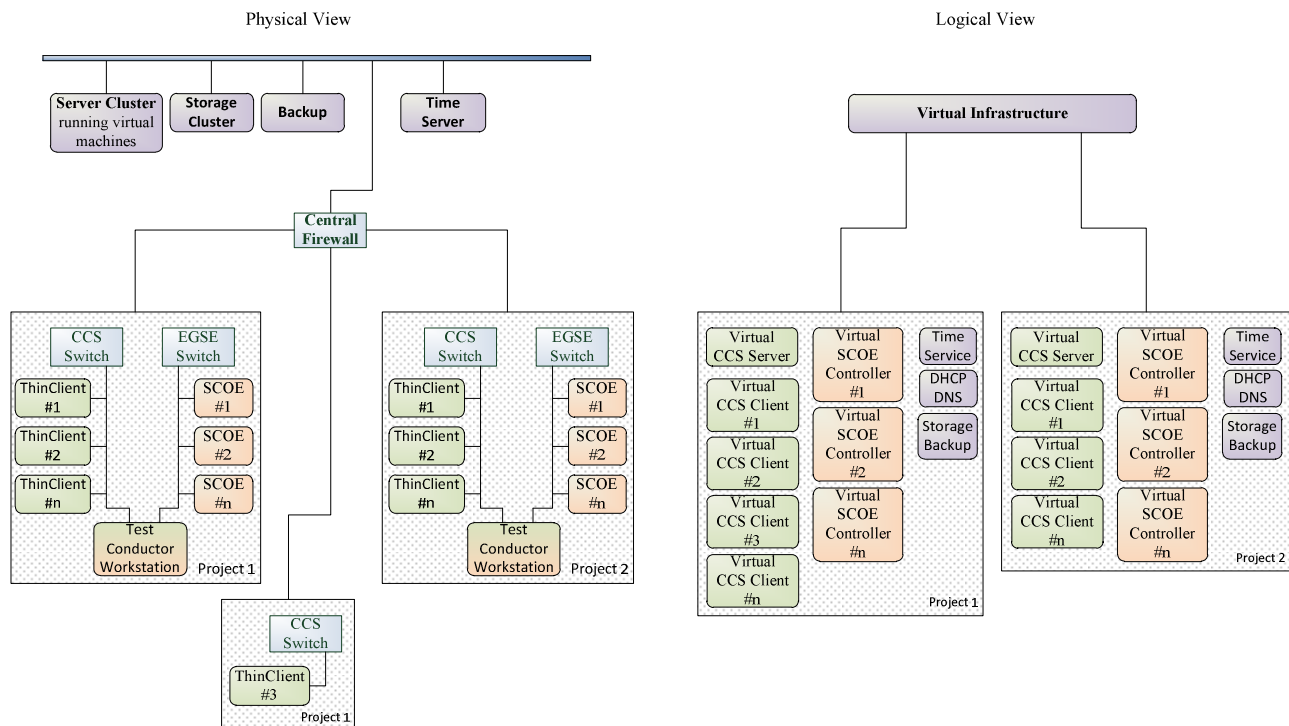 Physical View
Logical View
Server Cluster
running virtual
machines
Storage
Cluster
Backup
Time
Server
Central
Firewall
CCS
Switch
EGSE
Switch
ThinClient
#1
ThinClient
#2
ThinClient
#n
SCOE
#1
SCOE
#2
SCOE
#n
Test
Conductor
Workstation
Project 1
CCS
Switch
EGSE
Switch
ThinClient
#1
ThinClient
#2
ThinClient
#n
SCOE
#1
SCOE
#2
SCOE
#n
Test
Conductor
Workstation
Project 2
CCS
Switch
ThinClient
#3
Project 1
Virtual Infrastructure
Virtual
CCS Server
Virtual
CCS Client
#1
Virtual
CCS Client
#2
Virtual
CCS Client
#3
Virtual
CCS Client
#n
Virtual
SCOE
Controller
#1
Virtual
SCOE
Controller
#2
Virtual
SCOE
Controller
#n
Time
Service
DHCP
DNS
Storage
Backup
Project 1
Virtual
CCS Server
Virtual
CCS Client
#1
Virtual
CCS Client
#2
Virtual
CCS Client
#n
Virtual
SCOE
Controller
#1
Virtual
SCOE
Controller
#2
Virtual
SCOE
Controller
#n
Time
Service
DHCP
DNS
Storage
Backup
Project 2